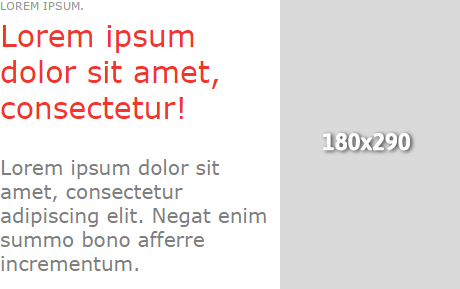 LOREM IPSUM.
Lorem ipsum
dolor sit amet,
consectetur!
Lorem ipsum dolor sit
amet, consectetur
adipiscing elit. Negat enim
summo bono afferre
incrementum.
180x290